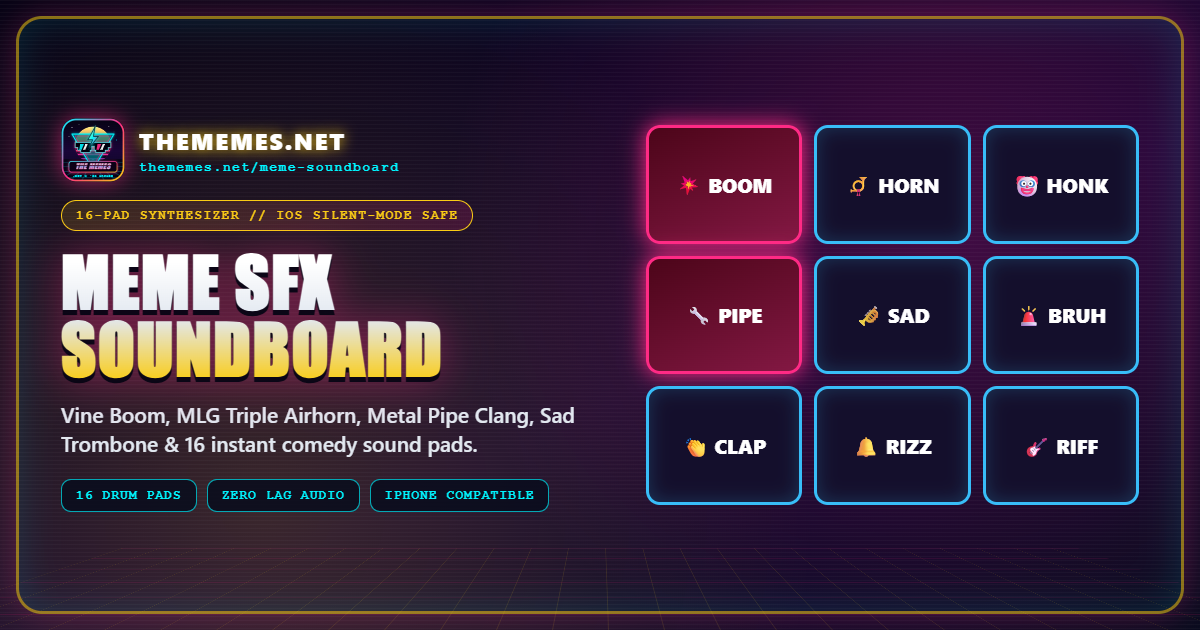 THEMEMES.NET
thememes.net/meme-soundboard
16-PAD SYNTHESIZER // IOS SILENT-MODE SAFE
MEME SFX
SOUNDBOARD
Vine Boom, MLG Triple Airhorn, Metal Pipe Clang, Sad
Trombone & 16 instant comedy sound pads.
16 DRUM PADS
ZERO LAG AUDIO
IPHONE COMPATIBLE
BOOM
HORN
HONK
PIPE
SAD
BRUH
CLAP
RIZZ
RIFF